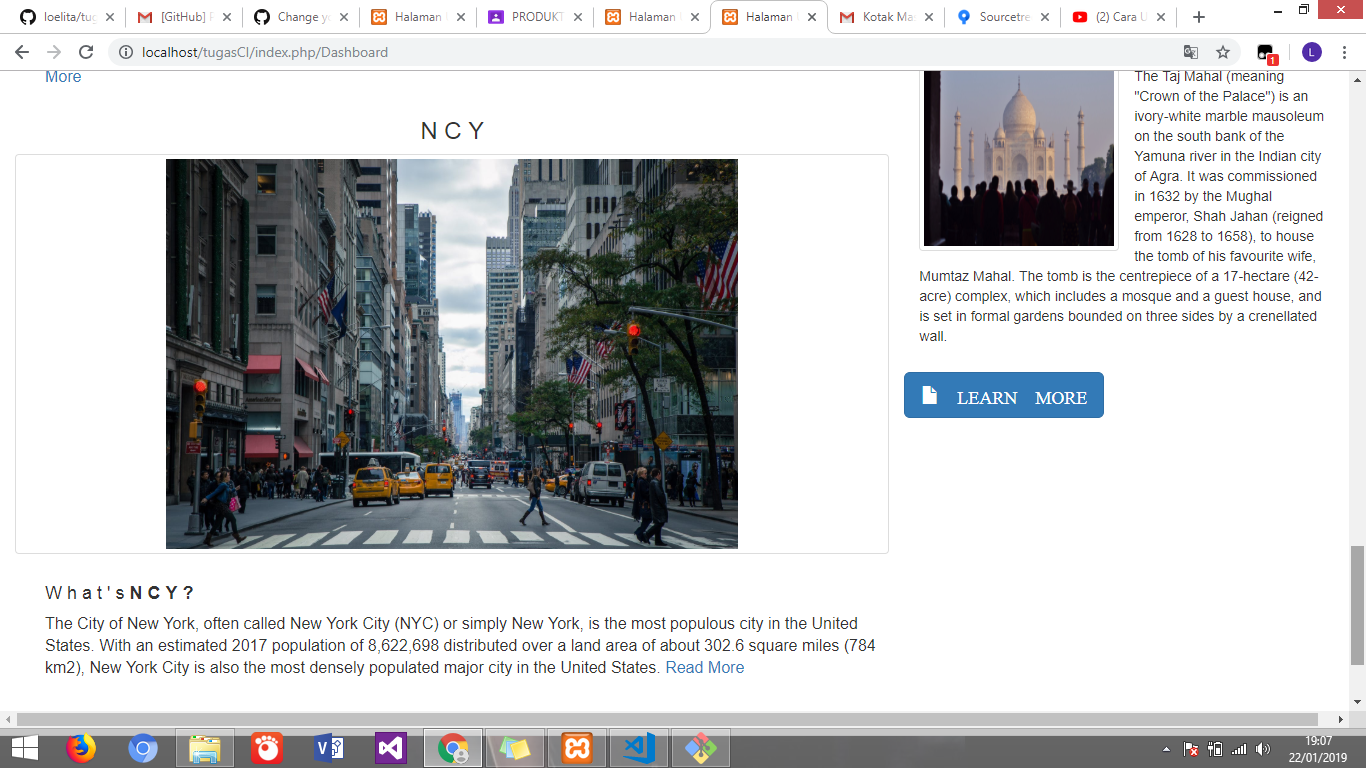 loelita/tug
[GitHub] P
Change yo
Halaman U
PRODUKT
Halaman U
Halaman U
Kotak Mas
Sourcetre
(2) Cara U
localhost/tugasCI/index.php/Dashboard
1
L
More
NCY
What's NCY?
The City of New York, often called New York City (NYC) or simply New York, is the most populous city in the United
States. With an estimated 2017 population of 8,622,698 distributed over a land area of about 302.6 square miles (784
km2), New York City is also the most densely populated major city in the United States. Read More
The Taj Mahal (meaning
"Crown of the Palace") is an
ivory-white marble mausoleum
on the south bank of the
Yamuna river in the Indian city
of Agra. It was commissioned
in 1632 by the Mughal
emperor, Shah Jahan (reigned
from 1628 to 1658), to house
the tomb of his favourite wife,
Mumtaz Mahal. The tomb is the centrepiece of a 17-hectare (42-
acre) complex, which includes a mosque and a guest house, and
is set in formal gardens bounded on three sides by a crenellated
wall.
LEARN MORE
19:07
22/01/2019